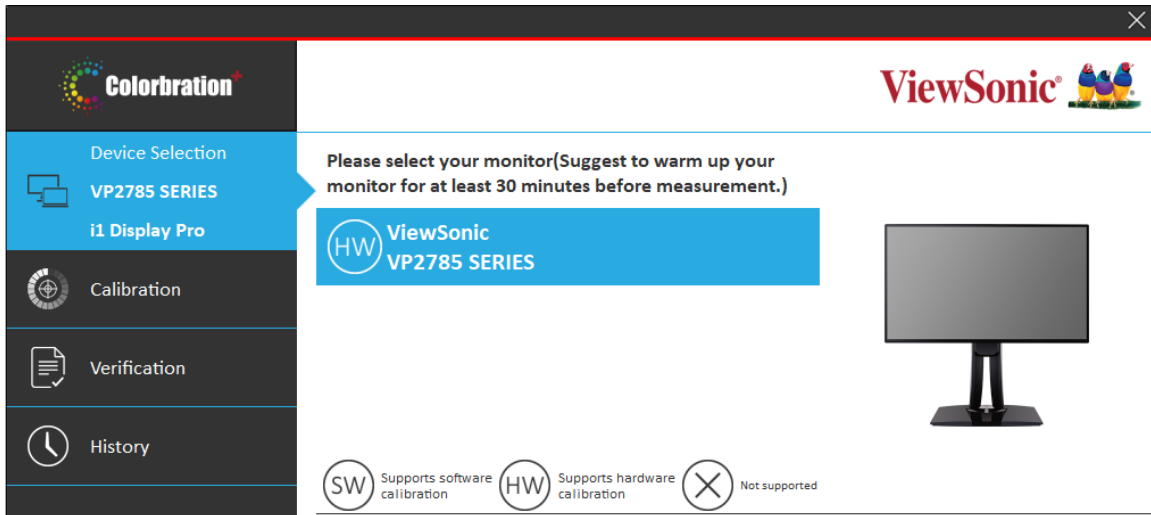 Colorbration+
ViewSonic®
Device Selection
VP2785 SERIES
i1 Display Pro
Calibration
Verification
History
Please select your monitor(Suggest to warm up your
monitor for at least 30 minutes before measurement.)
HW
ViewSonic
VP2785 SERIES
SW
Supports software
calibration
HW
Supports hardware
calibration
Not supported